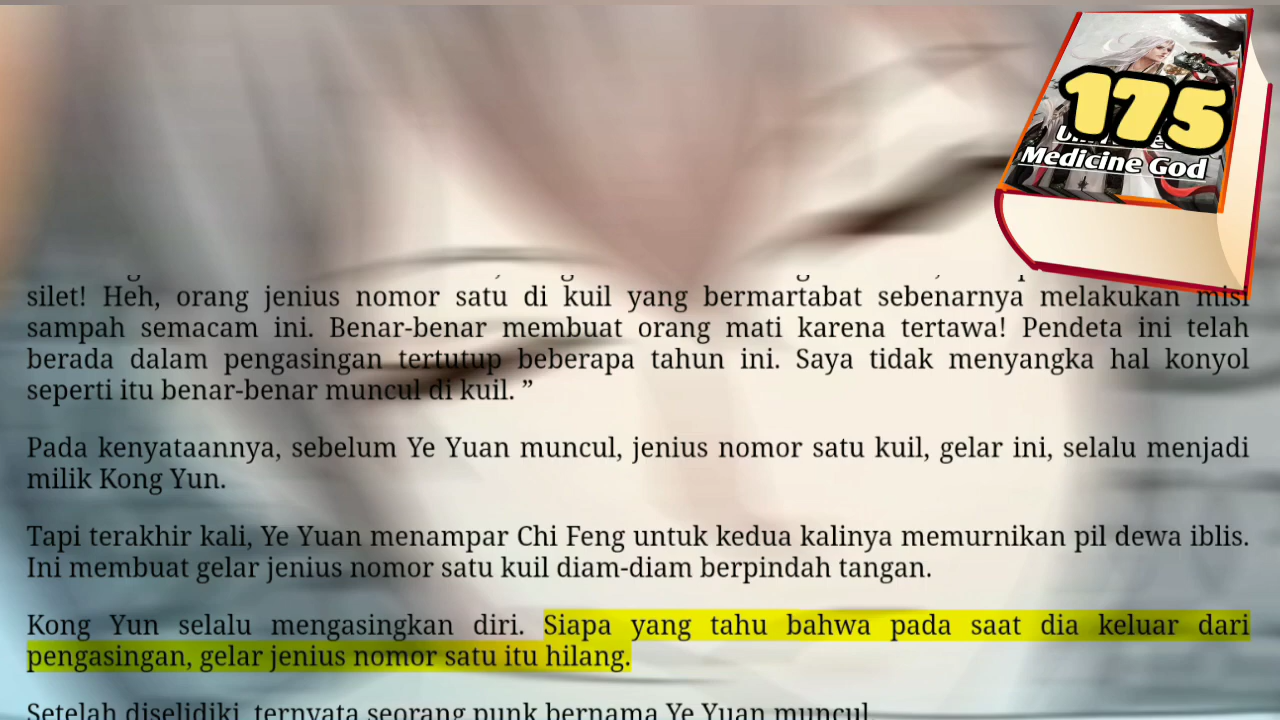 175
Medicine God
silet! Heh, orang jenius nomor satu di kuil yang bermartabat sebenarnya melakukan misi
sampah semacam ini. Benar-benar membuat orang mati karena tertawa! Pendeta ini telah
berada dalam pengasingan tertutup beberapa tahun ini. Saya tidak menyangka hal konyol
seperti itu benar-benar muncul di kuil. ”
Pada kenyataannya, sebelum Ye Yuan muncul, jenius nomor satu kuil, gelar ini, selalu menjadi
milik Kong Yun.
Tapi terakhir kali, Ye Yuan menampar Chi Feng untuk kedua kalinya memurnikan pil dewa iblis.
Ini membuat gelar jenius nomor satu kuil diam-diam berpindah tangan.
Kong Yun selalu mengasingkan diri. Siapa yang tahu bahwa pada saat dia keluar dari
pengasingan, gelar jenius nomor satu itu hilang.
Setelah diselidiki, ternyata seorang punk bernama Ye Yuan muncul.